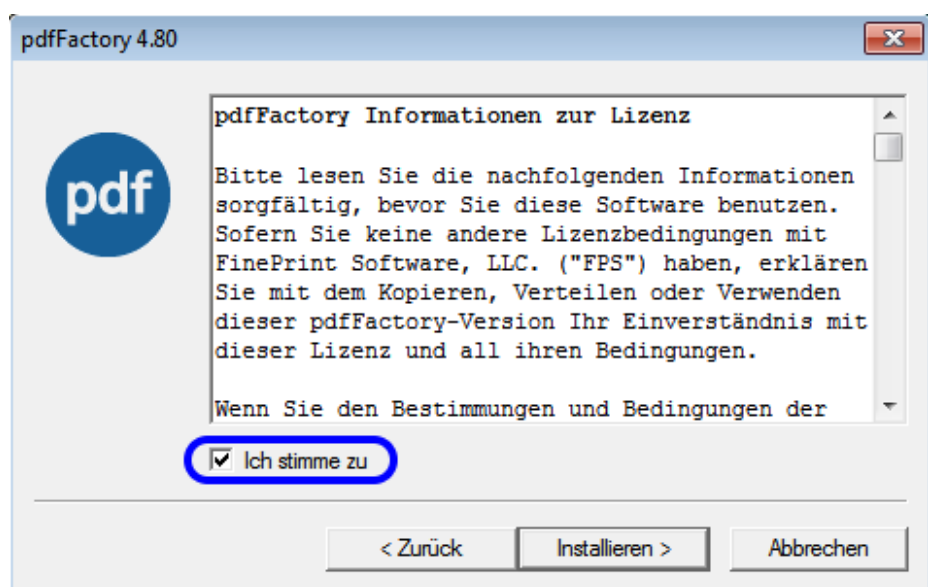 pdfFactory 4.80
pdf
pdfFactory Informationen zur Lizenz
Bitte lesen Sie die nachfolgenden Informationen
sorgfältig, bevor Sie diese Software benutzen.
Sofern Sie keine andere Lizenzbedingungen mit
FinePrint Software, LLC. ("FPS") haben, erklären
Sie mit dem Kopieren, Verteilen oder Verwenden
dieser pdfFactory-Version Ihr Einverständnis mit
dieser Lizenz und all ihren Bedingungen.
Wenn Sie den Bestimmungen und Bedingungen der
Ich stimme zu
< Zurück Installieren > Abbrechen